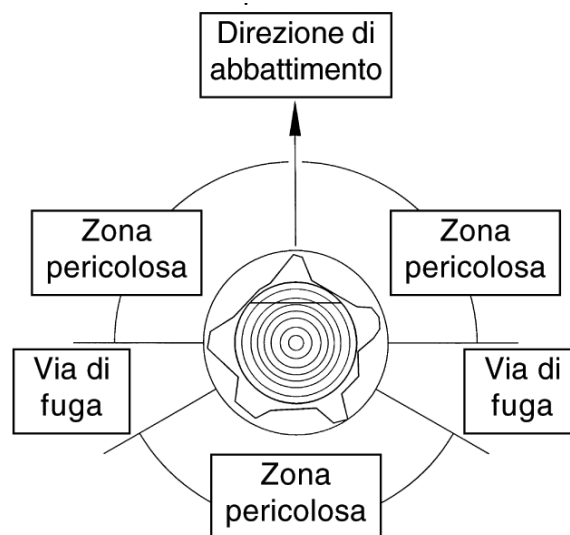 Direzione di
abbattimento
Zona
pericolosa
Zona
pericolosa
Via di
fuga
Via di
fuga
Zona
pericolosa